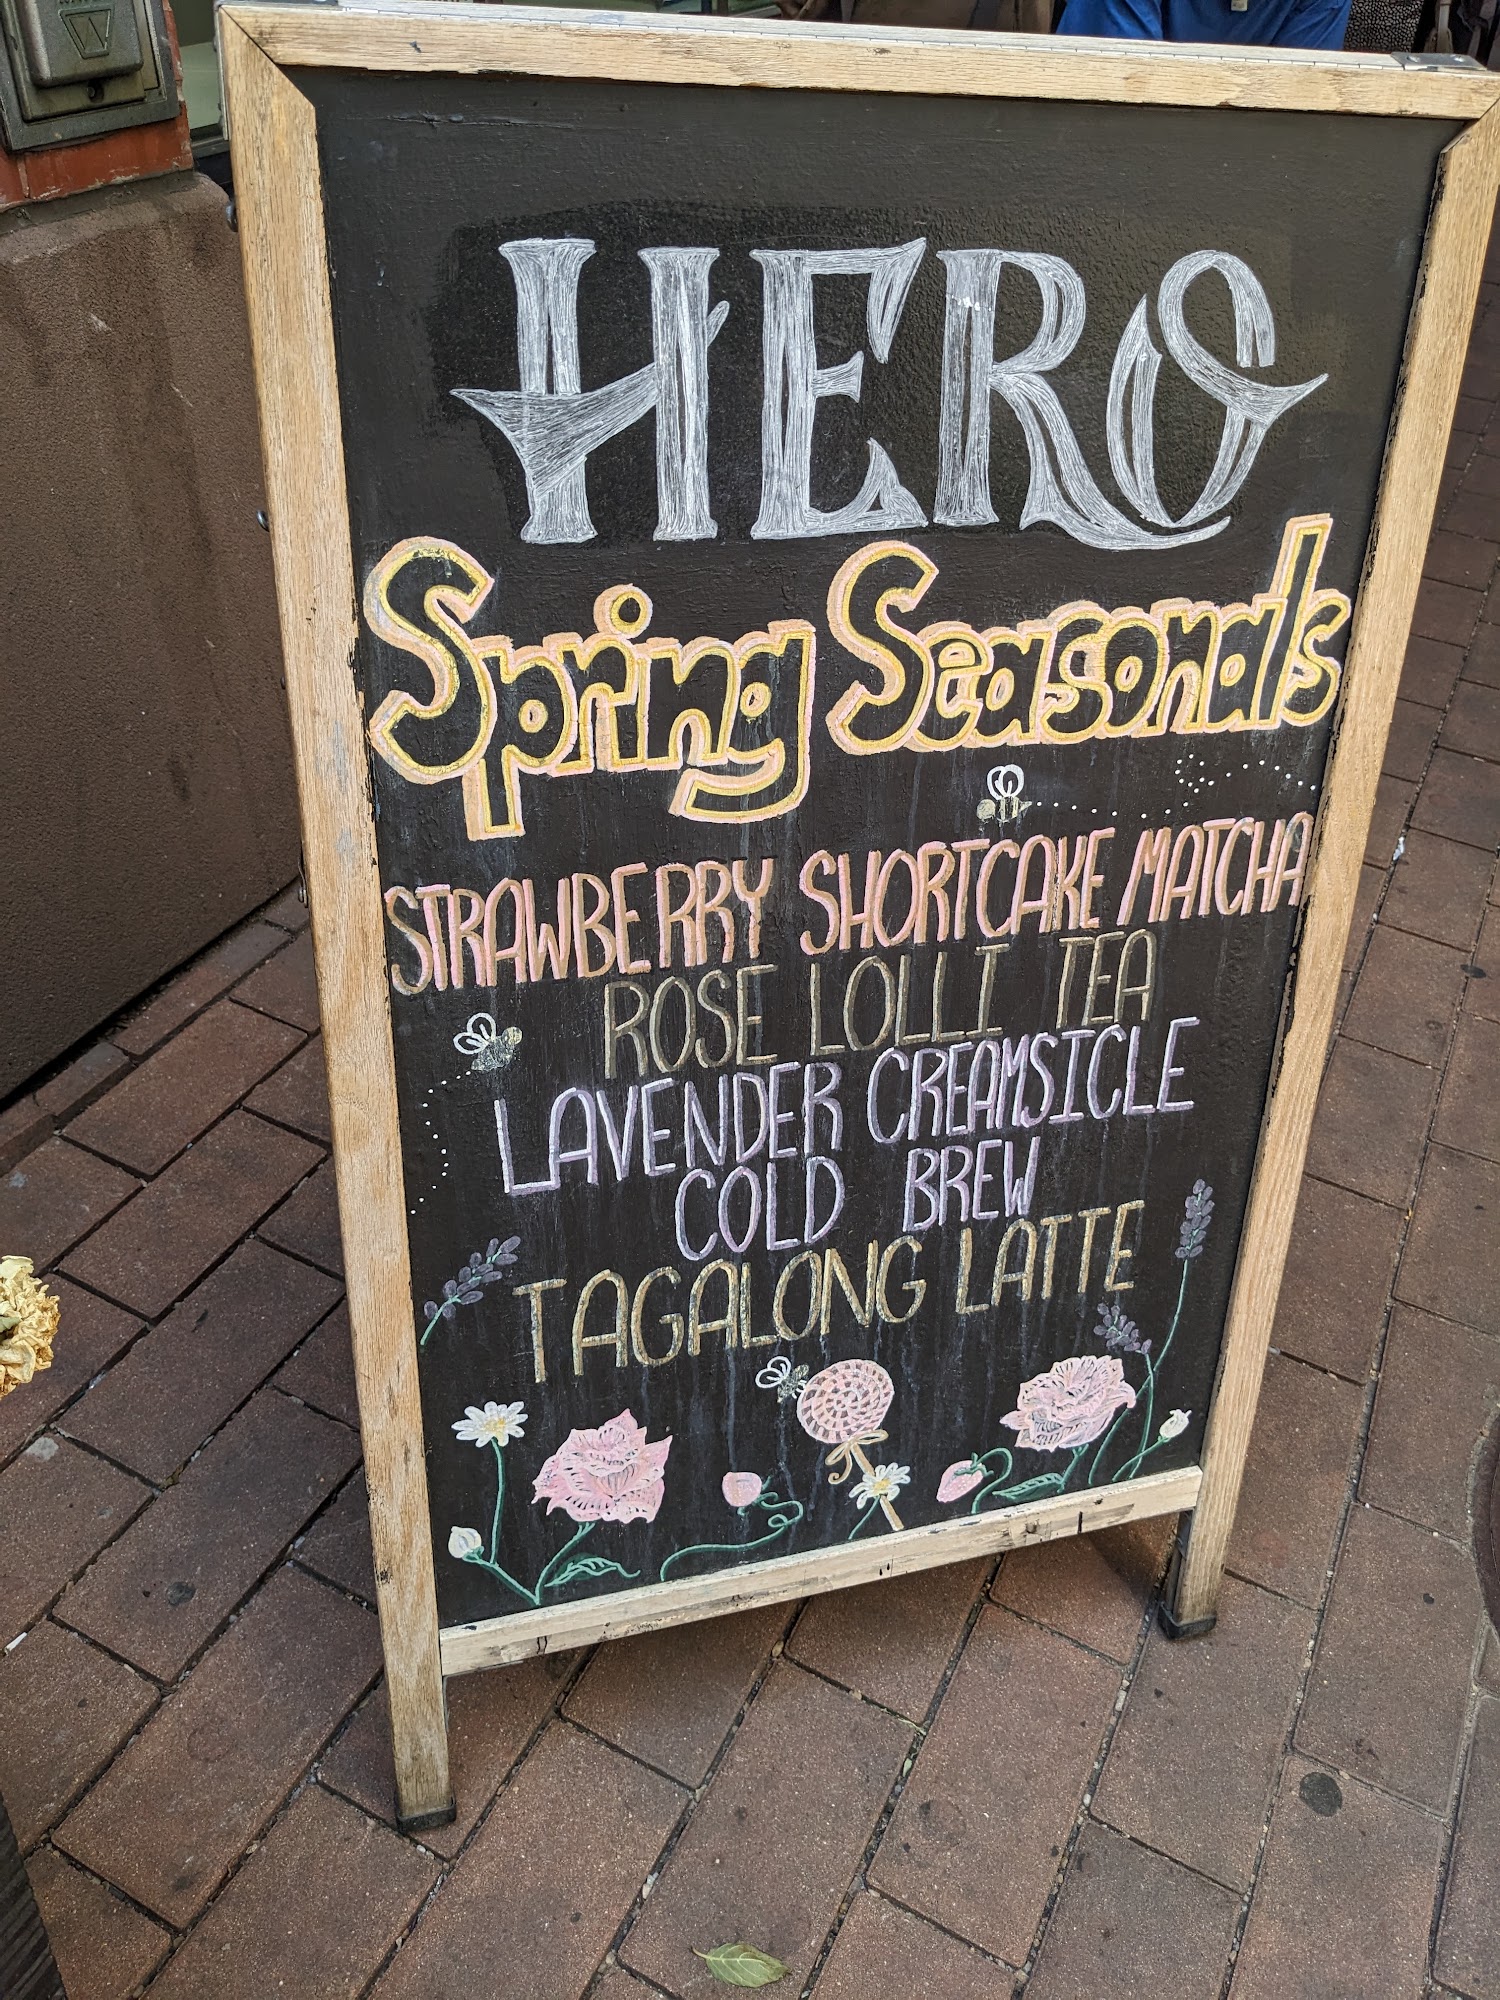 HERO
Spring Seasonals
STRAWBERRY SHORTCAKE MATCHA
ROSE LOLLI TEA
LAVENDER CREAMSICLE
COLD BREW
TAGALONG LATTE